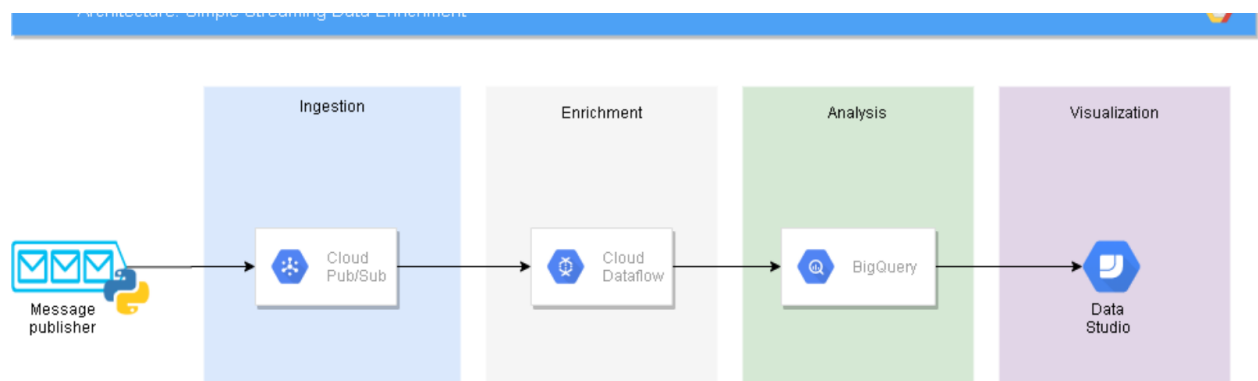 Architecture: Simple Streaming Data Enrichment
Ingestion
Enrichment
Analysis
Visualization
Cloud
Pub/Sub
Cloud
Dataflow
BigQuery
Message
publisher
Data
Studio